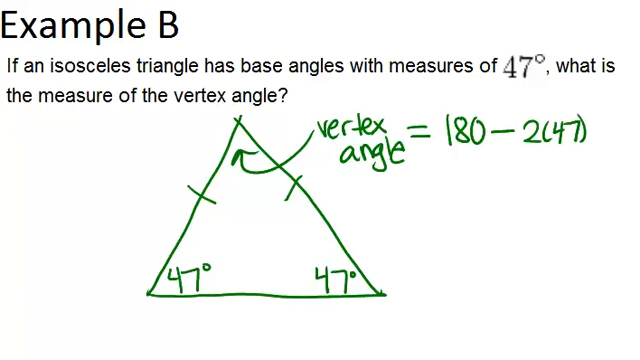 Example B
If an isosceles triangle has base angles with measures of 47°, what is
the measure of the vertex angle?
vertex angle = 180 - 2(47)
47° 47°